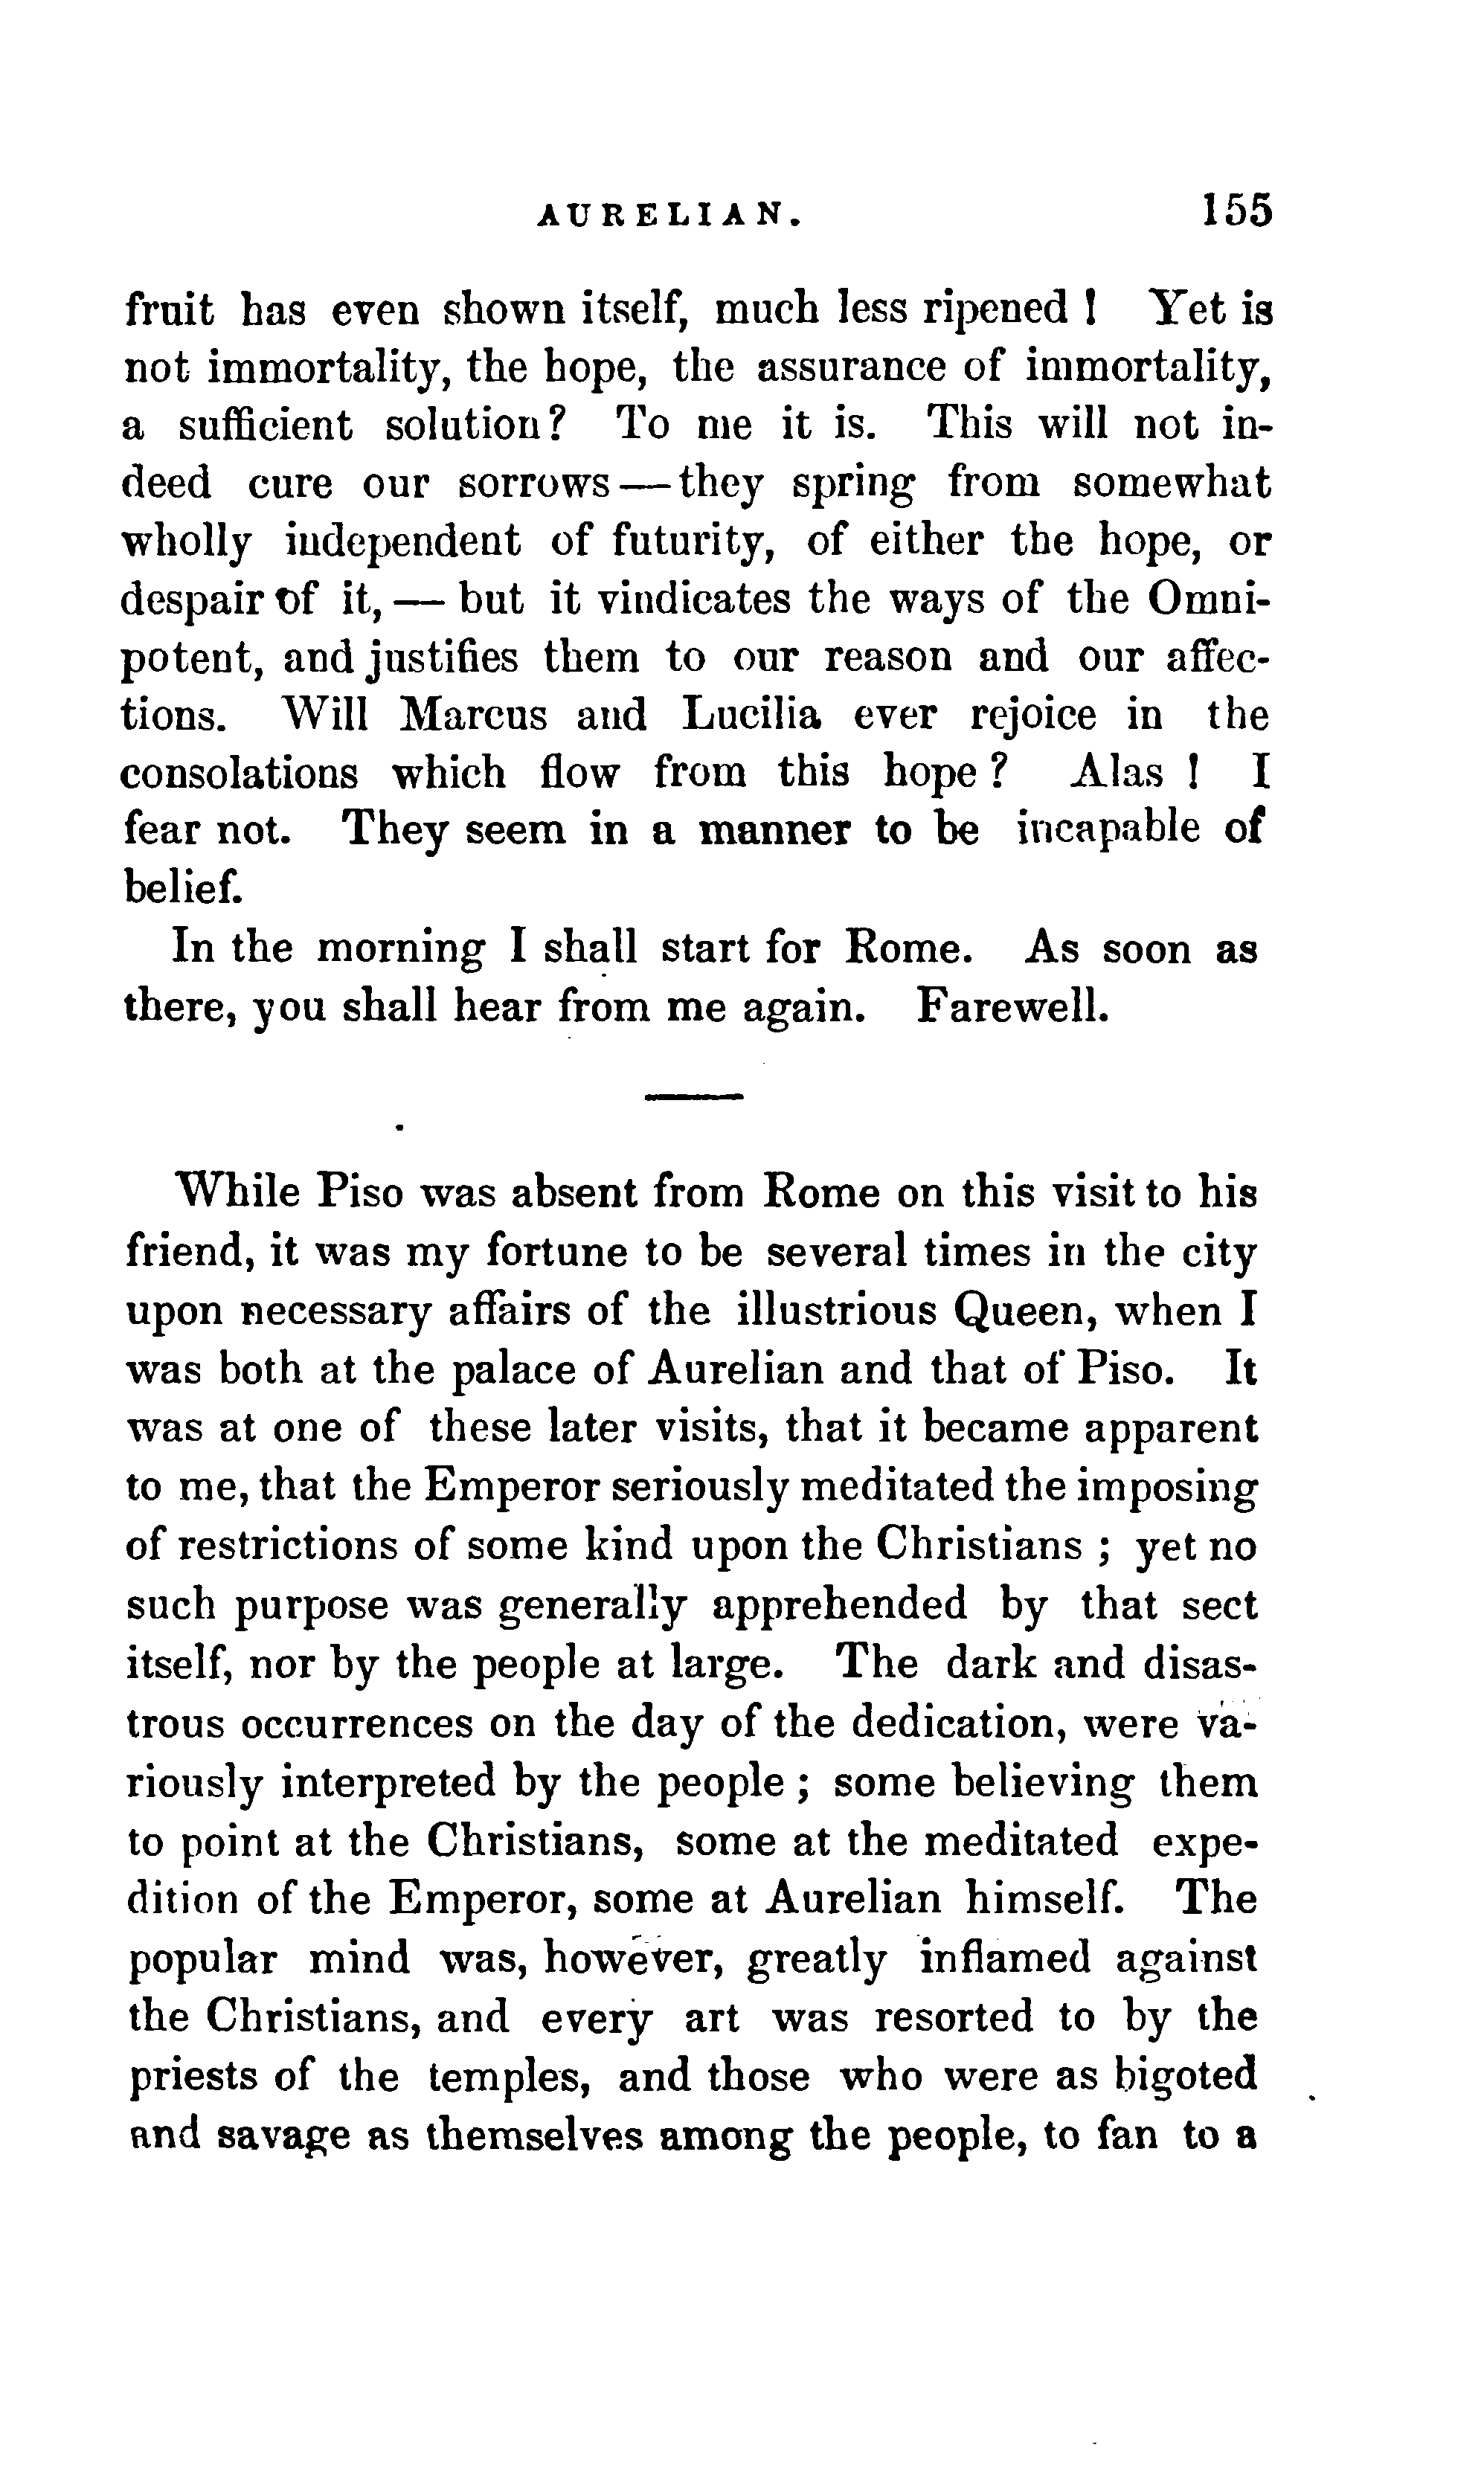 AURELIAN. 155
fruit has even shown itself, much less ripened ! Yet is
not immortality, the hope, the assurance of immortality,
a sufficient solution? To me it is. This will not in-
deed cure our sorrows — they spring from somewhat
wholly independent of futurity, of either the hope, or
despair of it, — but it vindicates the ways of the Omni-
potent, and justifies them to our reason and our affec-
tions. Will Marcus and Lucilia ever rejoice in the
consolations which flow from this hope ? Alas ! I
fear not. They seem in a manner to be incapable of
belief.
In the morning I shall start for Rome. As soon as
there, you shall hear from me again. Farewell.
While Piso was absent from Rome on this visit to his
friend, it was my fortune to be several times in the city
upon necessary affairs of the illustrious Queen, when I
was both at the palace of Aurelian and that of Piso. It
was at one of these later visits, that it became apparent
to me, that the Emperor seriously meditated the imposing
of restrictions of some kind upon the Christians ; yet no
such purpose was generally apprehended by that sect
itself, nor by the people at large. The dark and disas-
trous occurrences on the day of the dedication, were va-
riously interpreted by the people ; some believing them
to point at the Christians, some at the meditated expe-
dition of the Emperor, some at Aurelian himself. The
popular mind was, however, greatly inflamed against
the Christians, and every art was resorted to by the
priests of the temples, and those who were as bigoted
and savage as themselves among the people, to fan to a